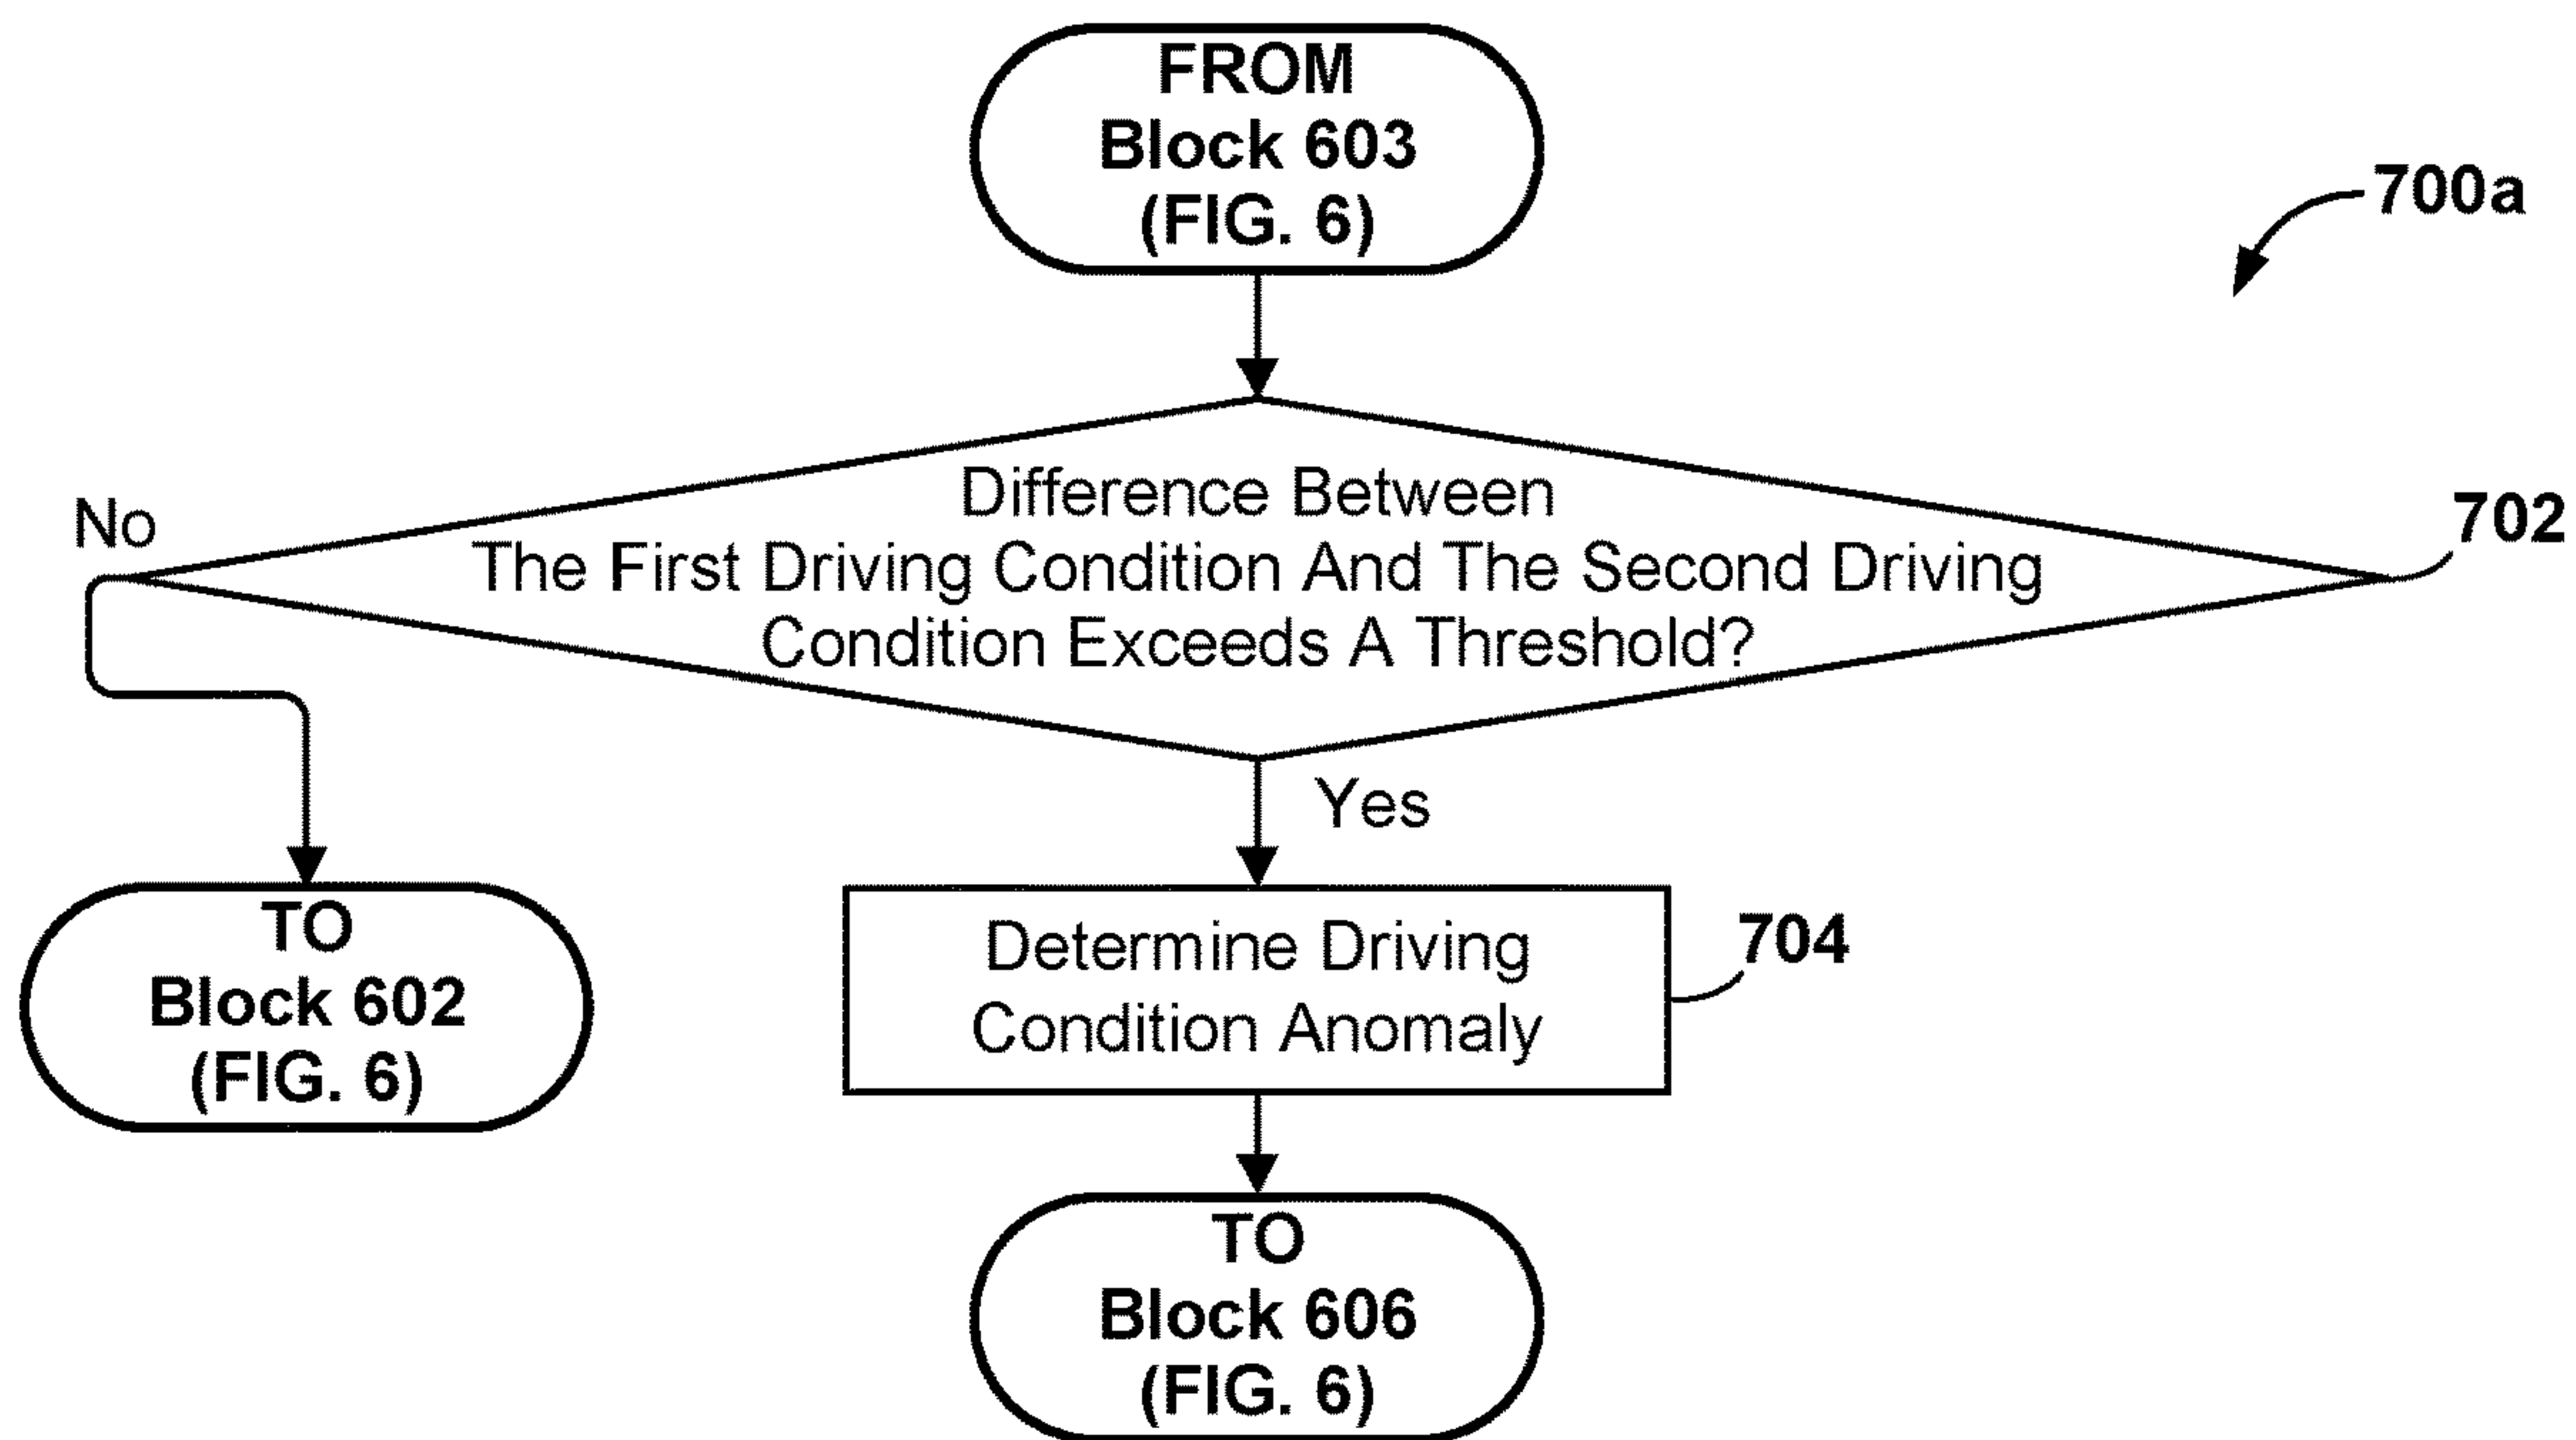 FROM
Block 603
(FIG. 6)
700a
Difference Between
The First Driving Condition And The Second Driving
Condition Exceeds A Threshold?
702
No
Yes
TO
Block 602
(FIG. 6)
Determine Driving
Condition Anomaly
704
TO
Block 606
(FIG. 6)